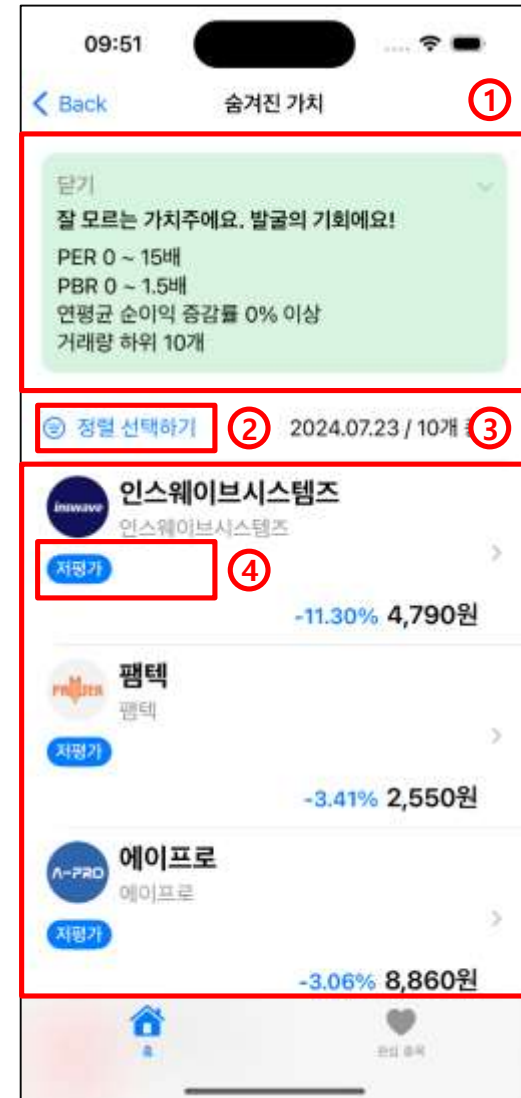 09:51
Back 숨겨진 가치 ①
닫기
잘 모르는 가치주에요. 발굴의 기회에요!
PER 0 ~ 15배
PBR 0 ~ 1.5배
연평균 순이익 증감률 0% 이상
거래량 하위 10개
정렬 선택하기 ② 2024.07.23 / 10개 ③
inswave 인스웨이브시스템즈
인스웨이브시스템즈
저평가 ④
-11.30% 4,790원
팸텍
팸텍
저평가
-3.41% 2,550원
A-PRO 에이프로
에이프로
저평가
-3.06% 8,860원
홈 관심 종목